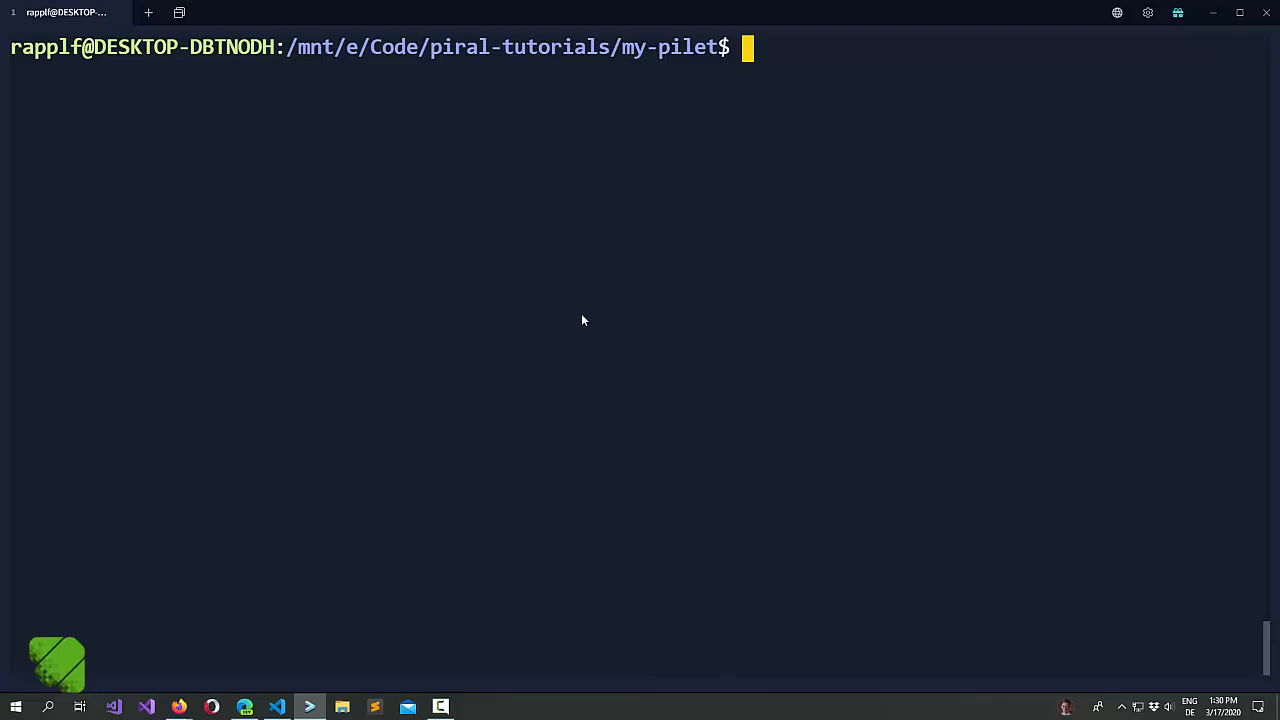 1 rapplf@DESKTOP-...
rapplf@DESKTOP-DBTNODH:/mnt/e/Code/piral-tutorials/my-pilet$
ENG
DE
1:30 PM
3/17/2020